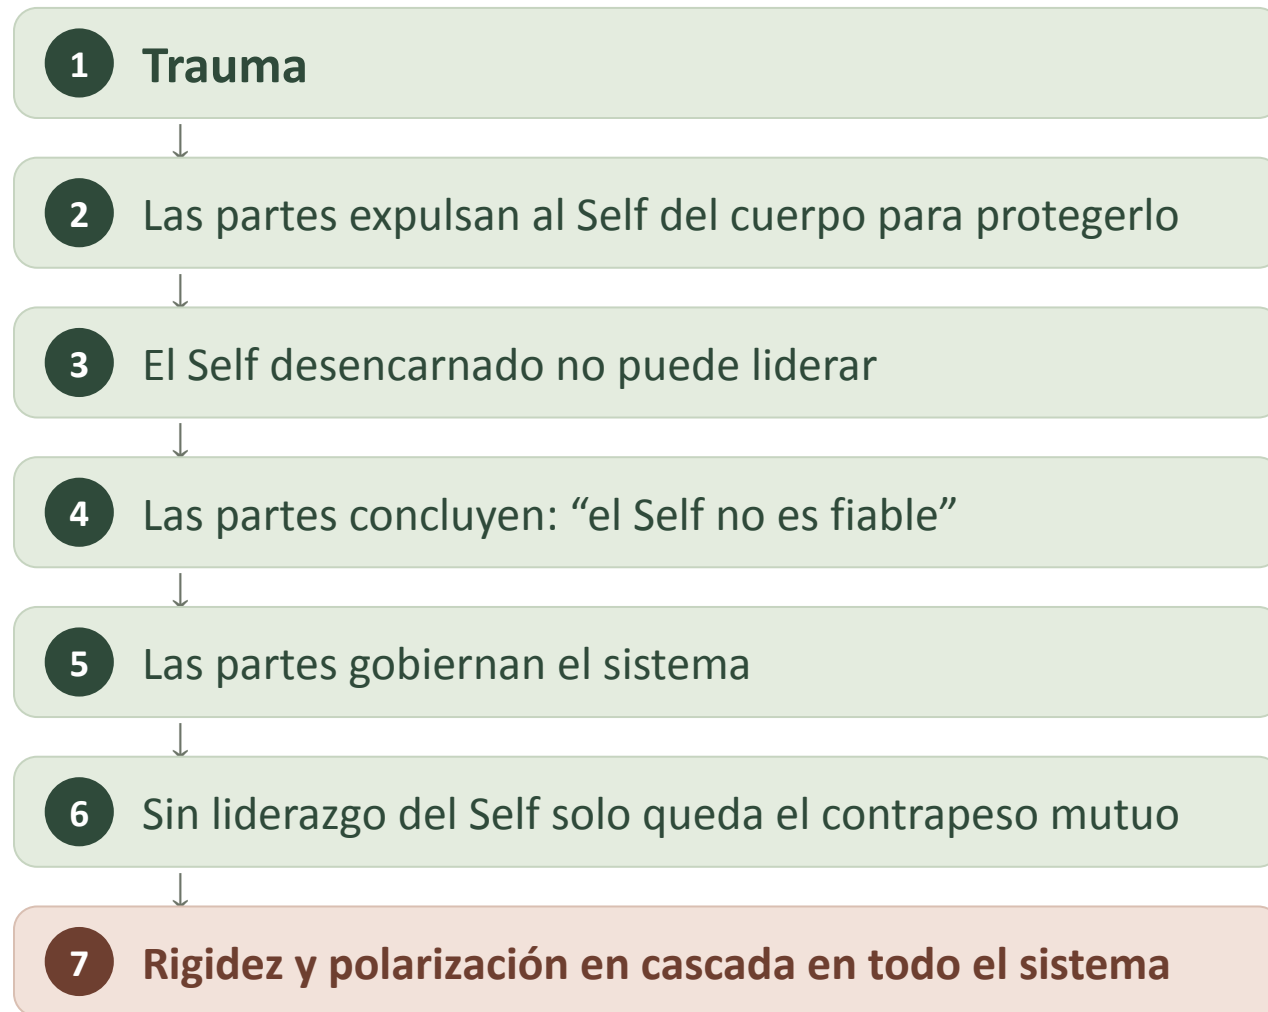 1 Trauma
2 Las partes expulsan al Self del cuerpo para protegerlo
3 El Self desencarnado no puede liderar
4 Las partes concluyen: “el Self no es fiable”
5 Las partes gobiernan el sistema
6 Sin liderazgo del Self solo queda el contrapeso mutuo
7 Rigidez y polarización en cascada en todo el sistema